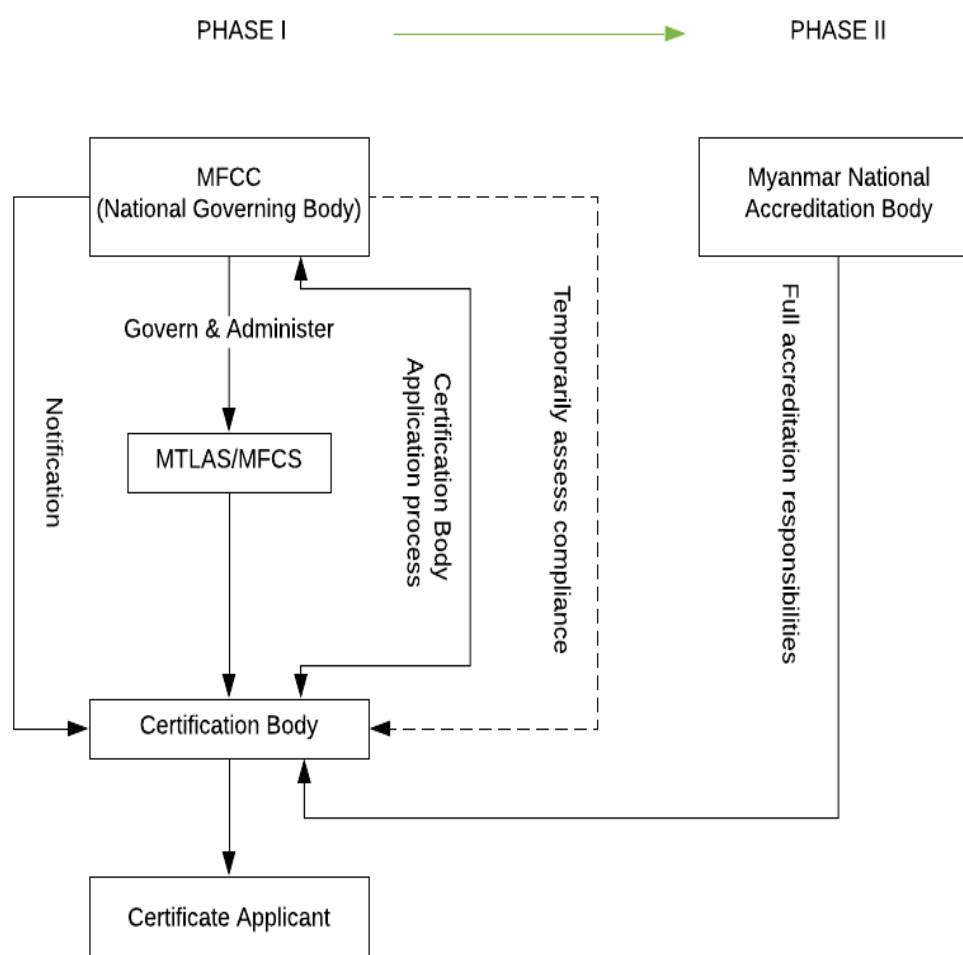 PHASE I
PHASE II
MFCC
(National Governing Body)
Myanmar National
Accreditation Body
Govern & Administer
Notification
Certification Body
Application process
Temporarily assess compliance
Full accreditation responsibilities
MTLAS/MFCS
Certification Body
Certificate Applicant